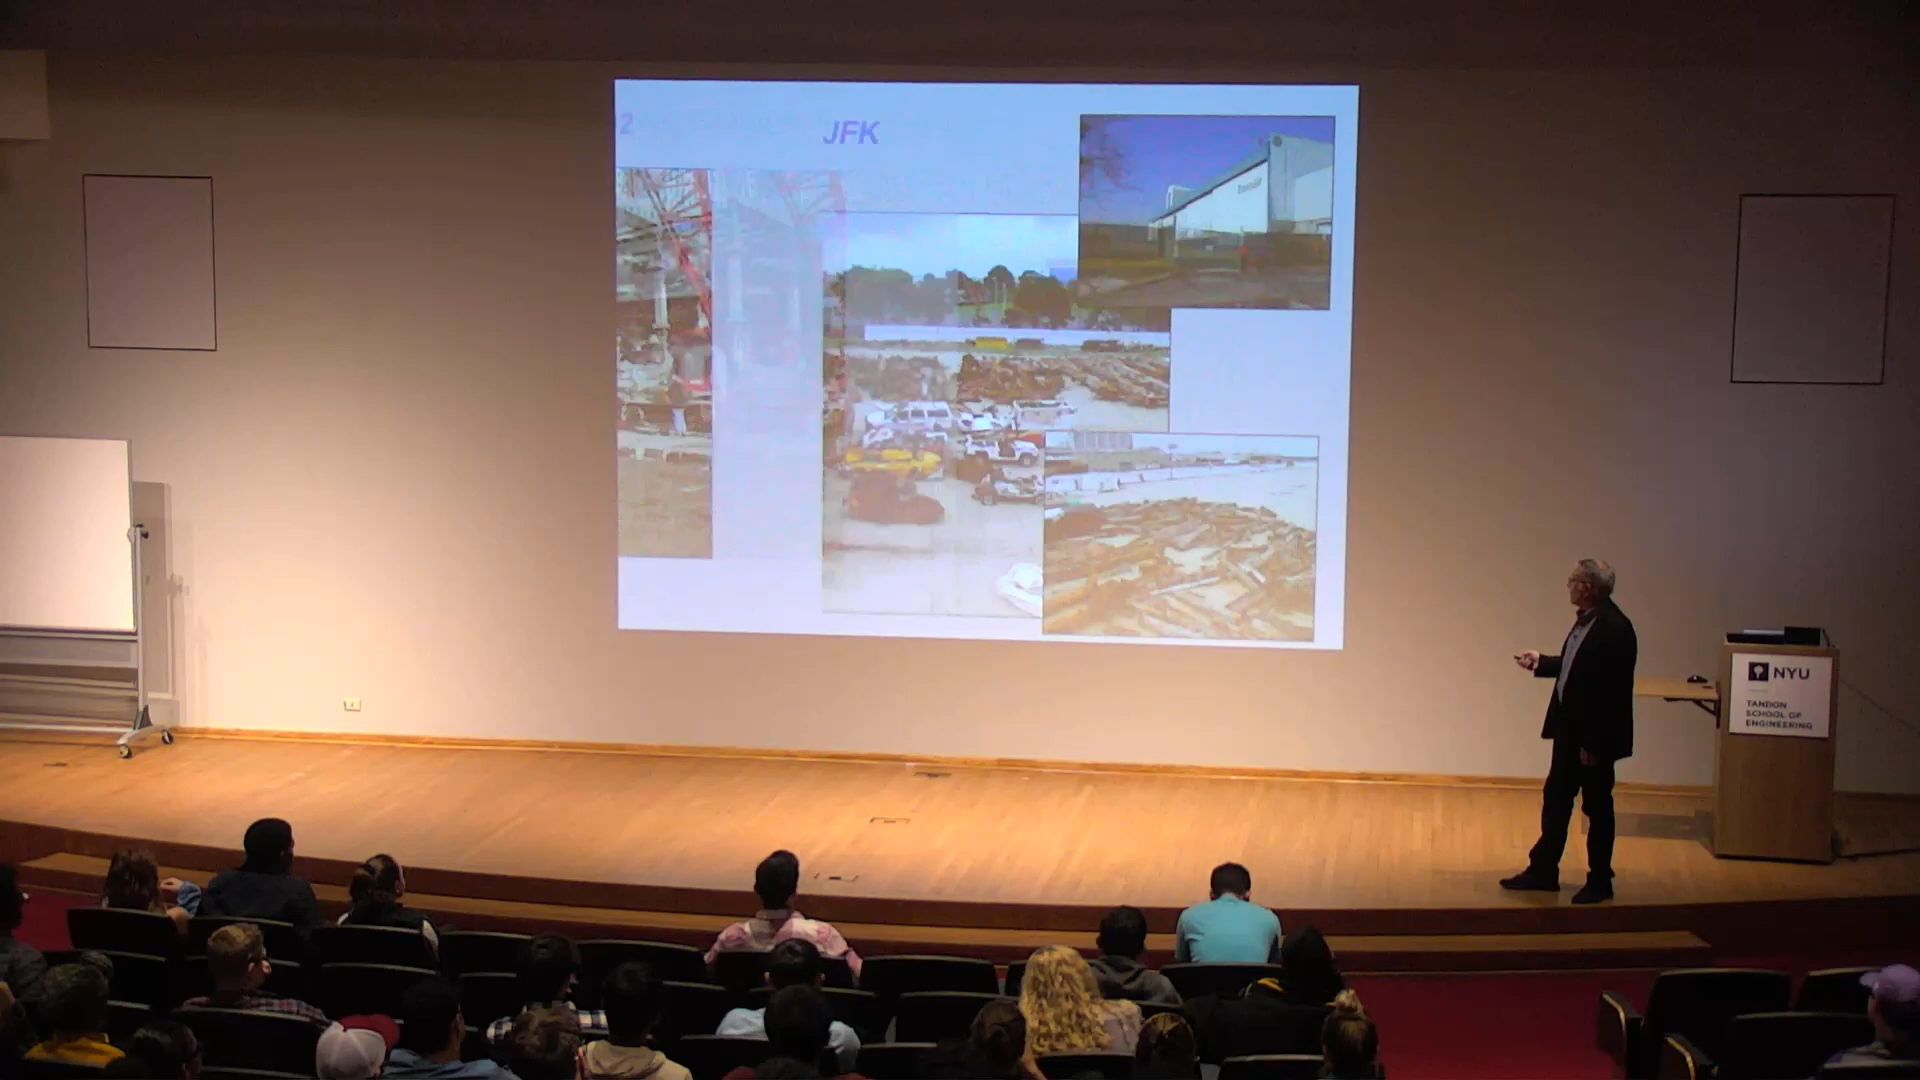 2
JFK
NYU
TANDON
SCHOOL OF
ENGINEERING